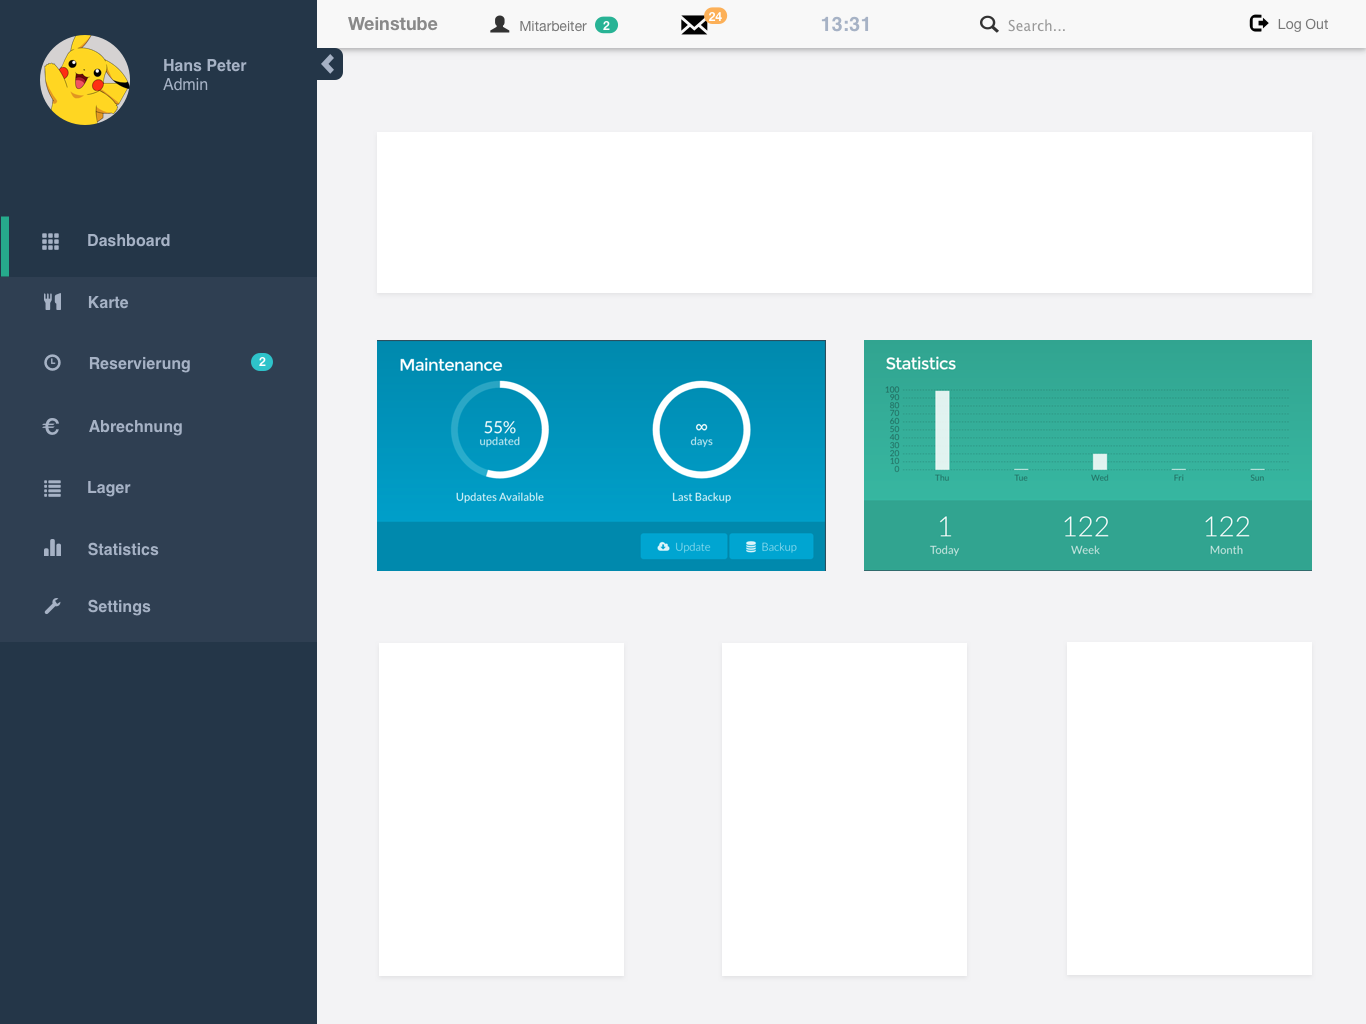 Weinstube
Mitarbeiter 2
24
13:31
Search...
Log Out
Hans Peter
Admin
Dashboard
Karte
Reservierung 2
Abrechnung
Lager
Statistics
Settings
Maintenance
55%
updated
Updates Available
∞
days
Last Backup
Update
Backup
Statistics
100
90
80
70
60
50
40
30
20
10
0
Thu Tue Wed Fri Sun
1 122 122
Today Week Month